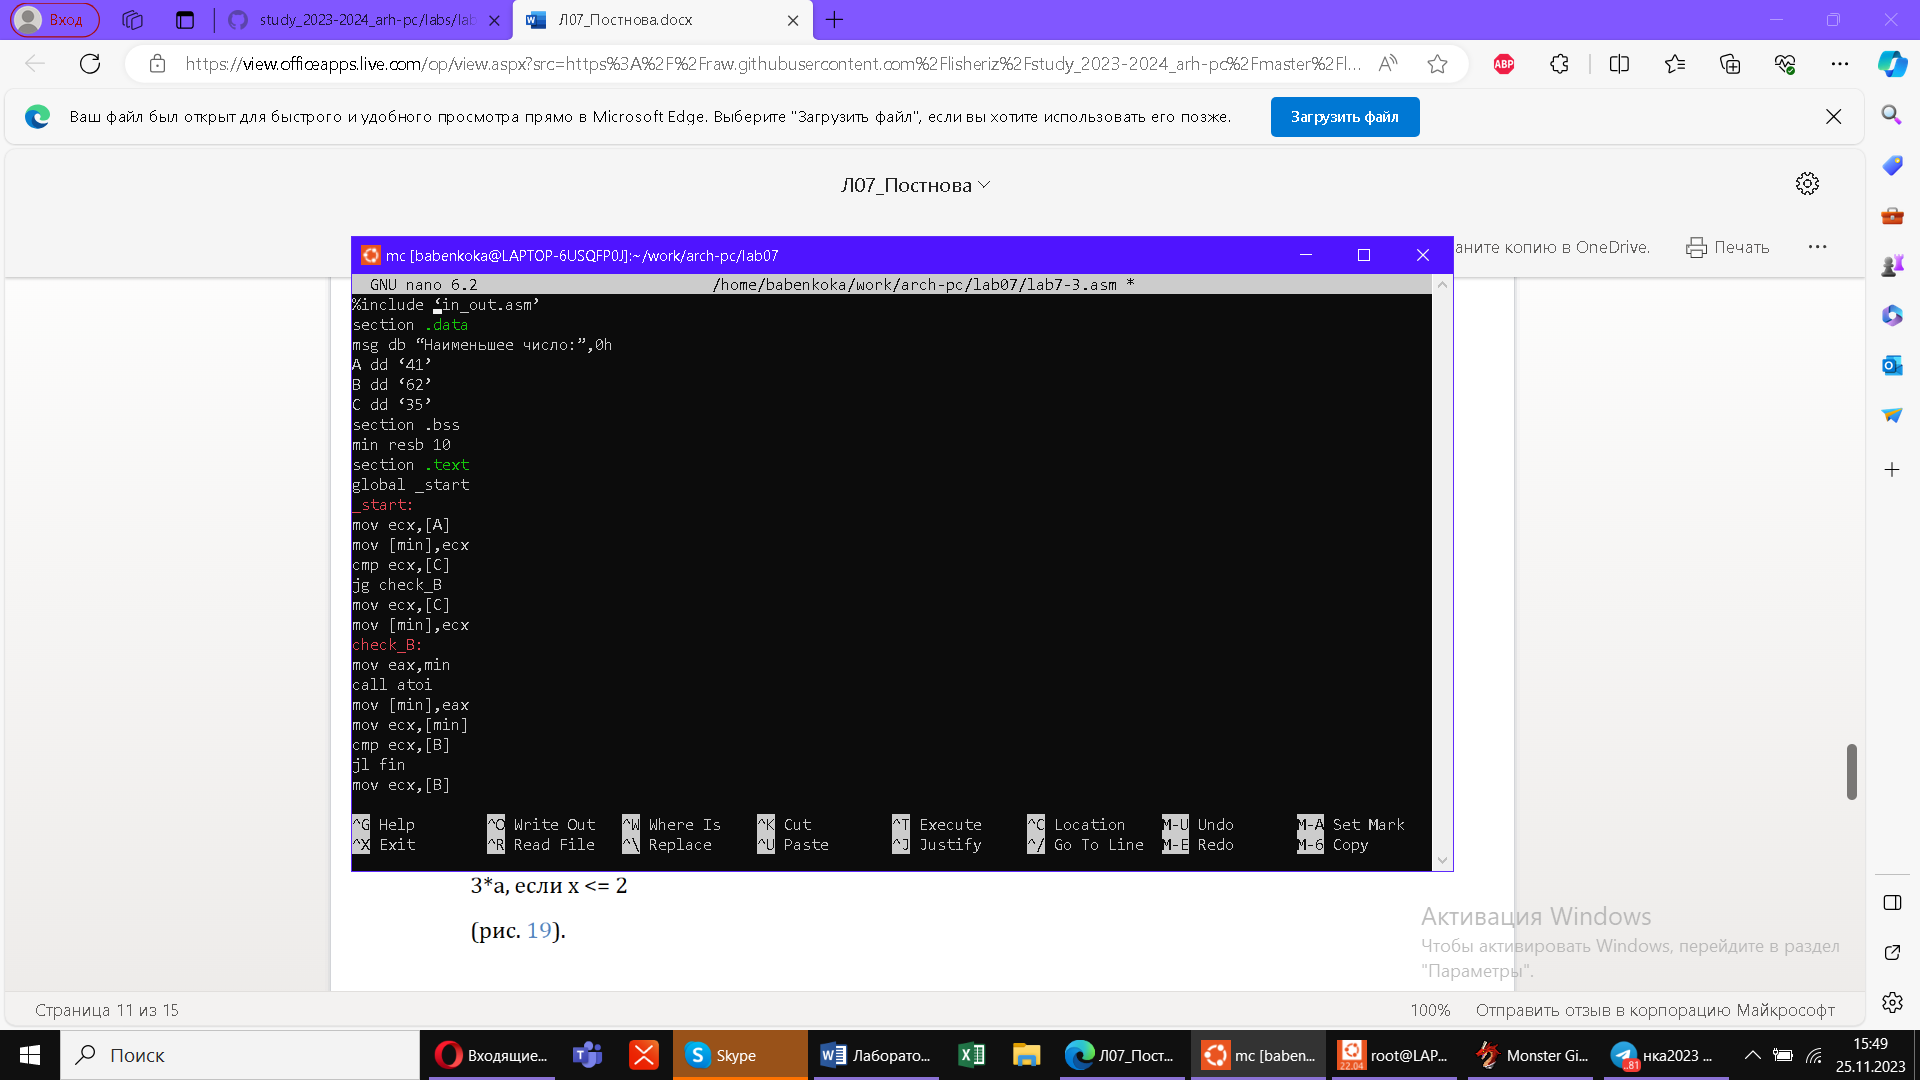 Вход
study_2023-2024_arh-pc/labs/lab
Л07_Постнова.docx
https://view.officeapps.live.com/op/view.aspx?src=https%3A%2F%2Fraw.githubusercontent.com%2Flisheriz%2Fstudy_2023-2024_arh-pc%2Fmaster%2Fl...
ABP
Ваш файл был открыт для быстрого и удобного просмотра прямо в Microsoft Edge. Выберите "Загрузить файл", если вы хотите использовать его позже.
Загрузить файл
Л07_Постнова
аните копию в OneDrive.
Печать
mc [babenkoka@LAPTOP-6USQFP0J]:~/work/arch-pc/lab07
GNU nano 6.2 /home/babenkoka/work/arch-pc/lab07/lab7-3.asm *
%include ‘in_out.asm’
section .data
msg db “Наименьшее число:”,0h
A dd ‘41’
B dd ‘62’
C dd ‘35’
section .bss
min resb 10
section .text
global _start
_start:
mov ecx,[A]
mov [min],ecx
cmp ecx,[C]
jg check_B
mov ecx,[C]
mov [min],ecx
check_B:
mov eax,min
call atoi
mov [min],eax
mov ecx,[min]
cmp ecx,[B]
jl fin
mov ecx,[B]
^G Help ^O Write Out ^W Where Is ^K Cut ^T Execute ^C Location M-U Undo M-A Set Mark
^X Exit ^R Read File ^\ Replace ^U Paste ^J Justify ^/ Go To Line M-E Redo M-6 Copy
3*a, если x <= 2
(рис. 19).
Активация Windows
Чтобы активировать Windows, перейдите в раздел
"Параметры".
Страница 11 из 15
100%
Отправить отзыв в корпорацию Майкрософт
Поиск
Входящие...
Skype
Лаборато...
Л07_Пост...
mc [baben...
22.04
root@LAP...
Monster Gi...
81
нка2023 ...
15:49
25.11.2023